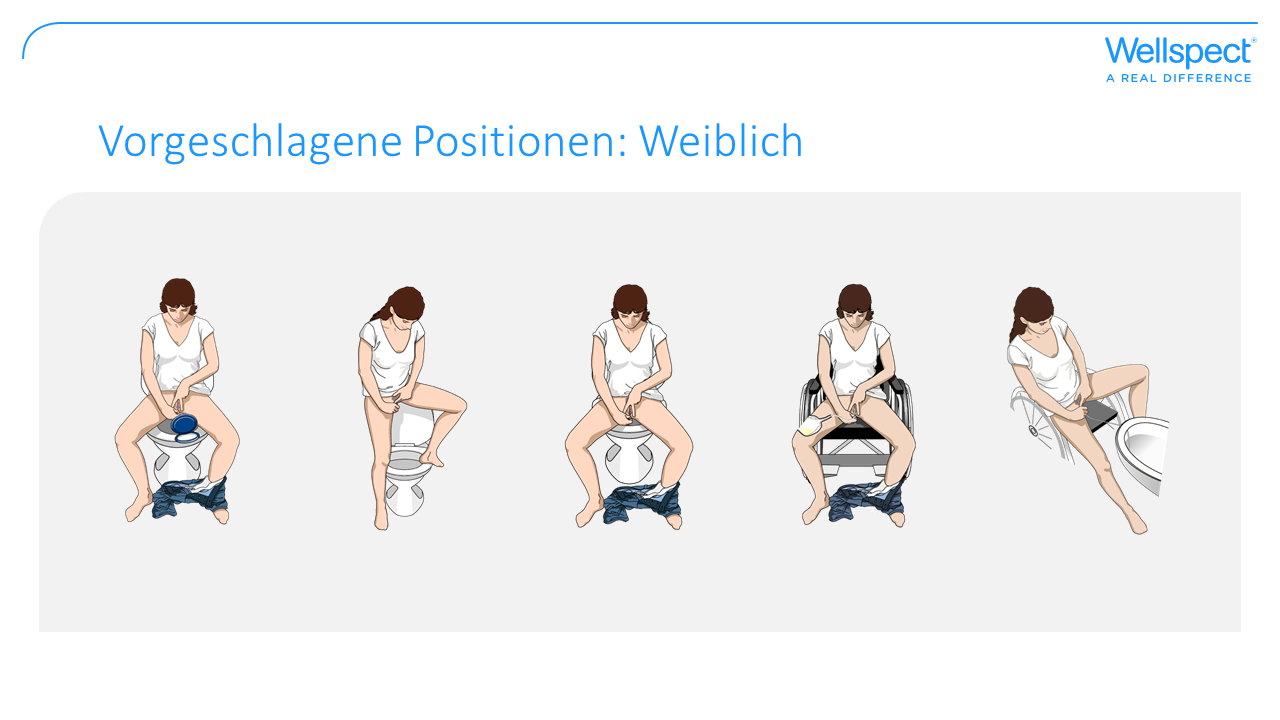 Wellspect®
A REAL DIFFERENCE
Vorgeschlagene Positionen: Weiblich